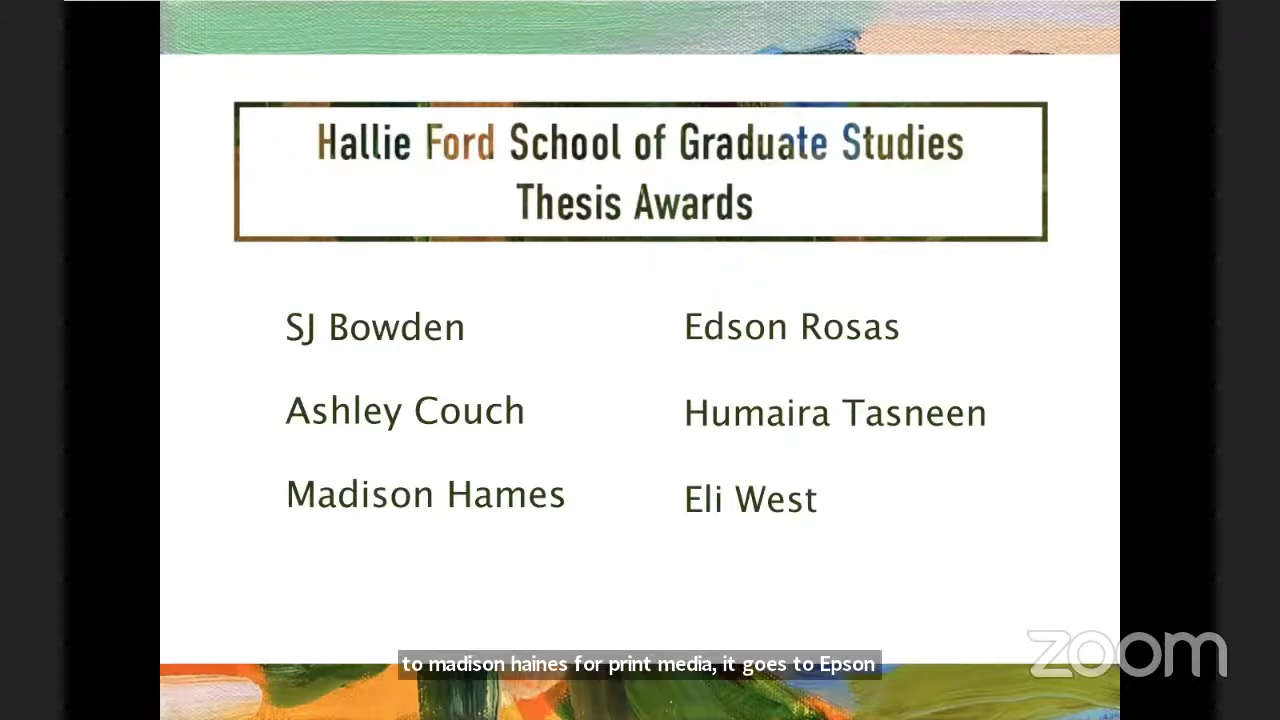 Hallie Ford School of Graduate Studies
Thesis Awards
SJ Bowden
Ashley Couch
Madison Hames
Edson Rosas
Humaira Tasneen
Eli West
to madison haines for print media, it goes to Epson
zoom